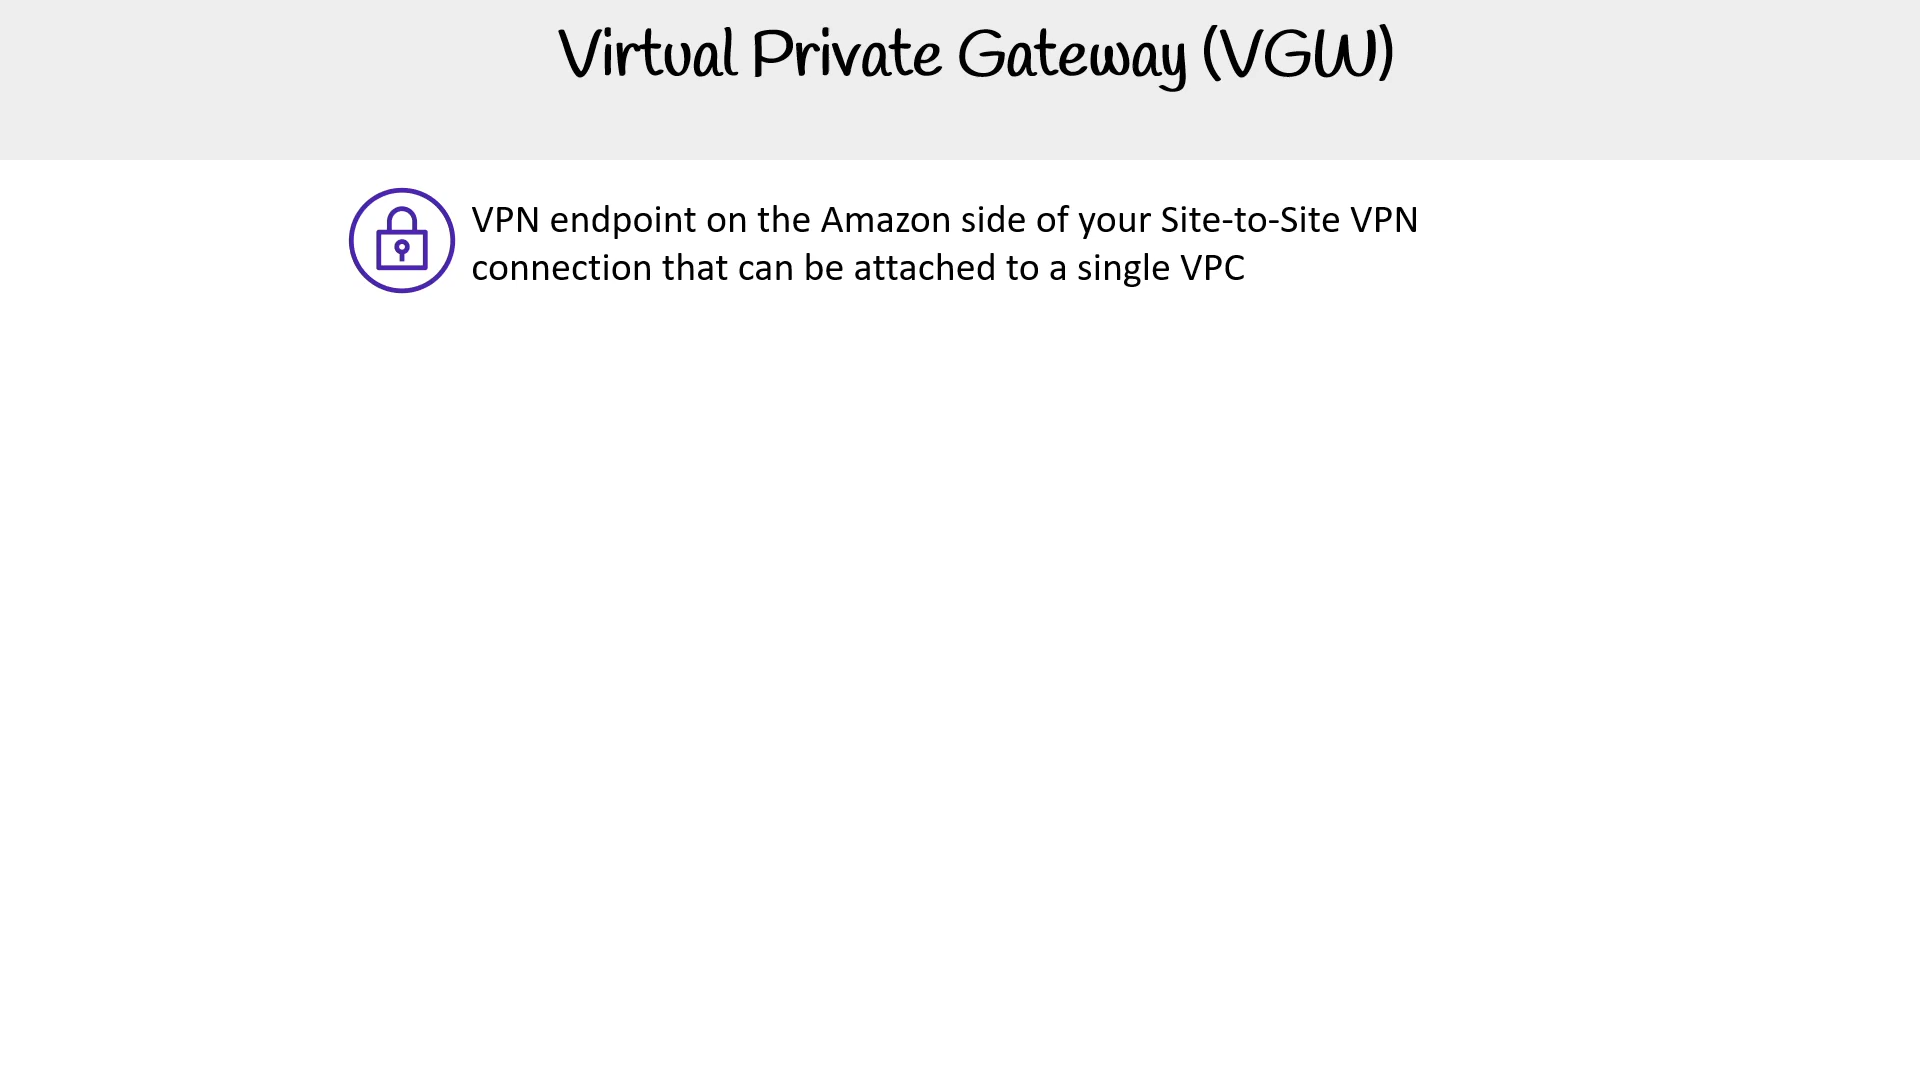 Virtual Private Gateway (VGW)
VPN endpoint on the Amazon side of your Site-to-Site VPN
connection that can be attached to a single VPC